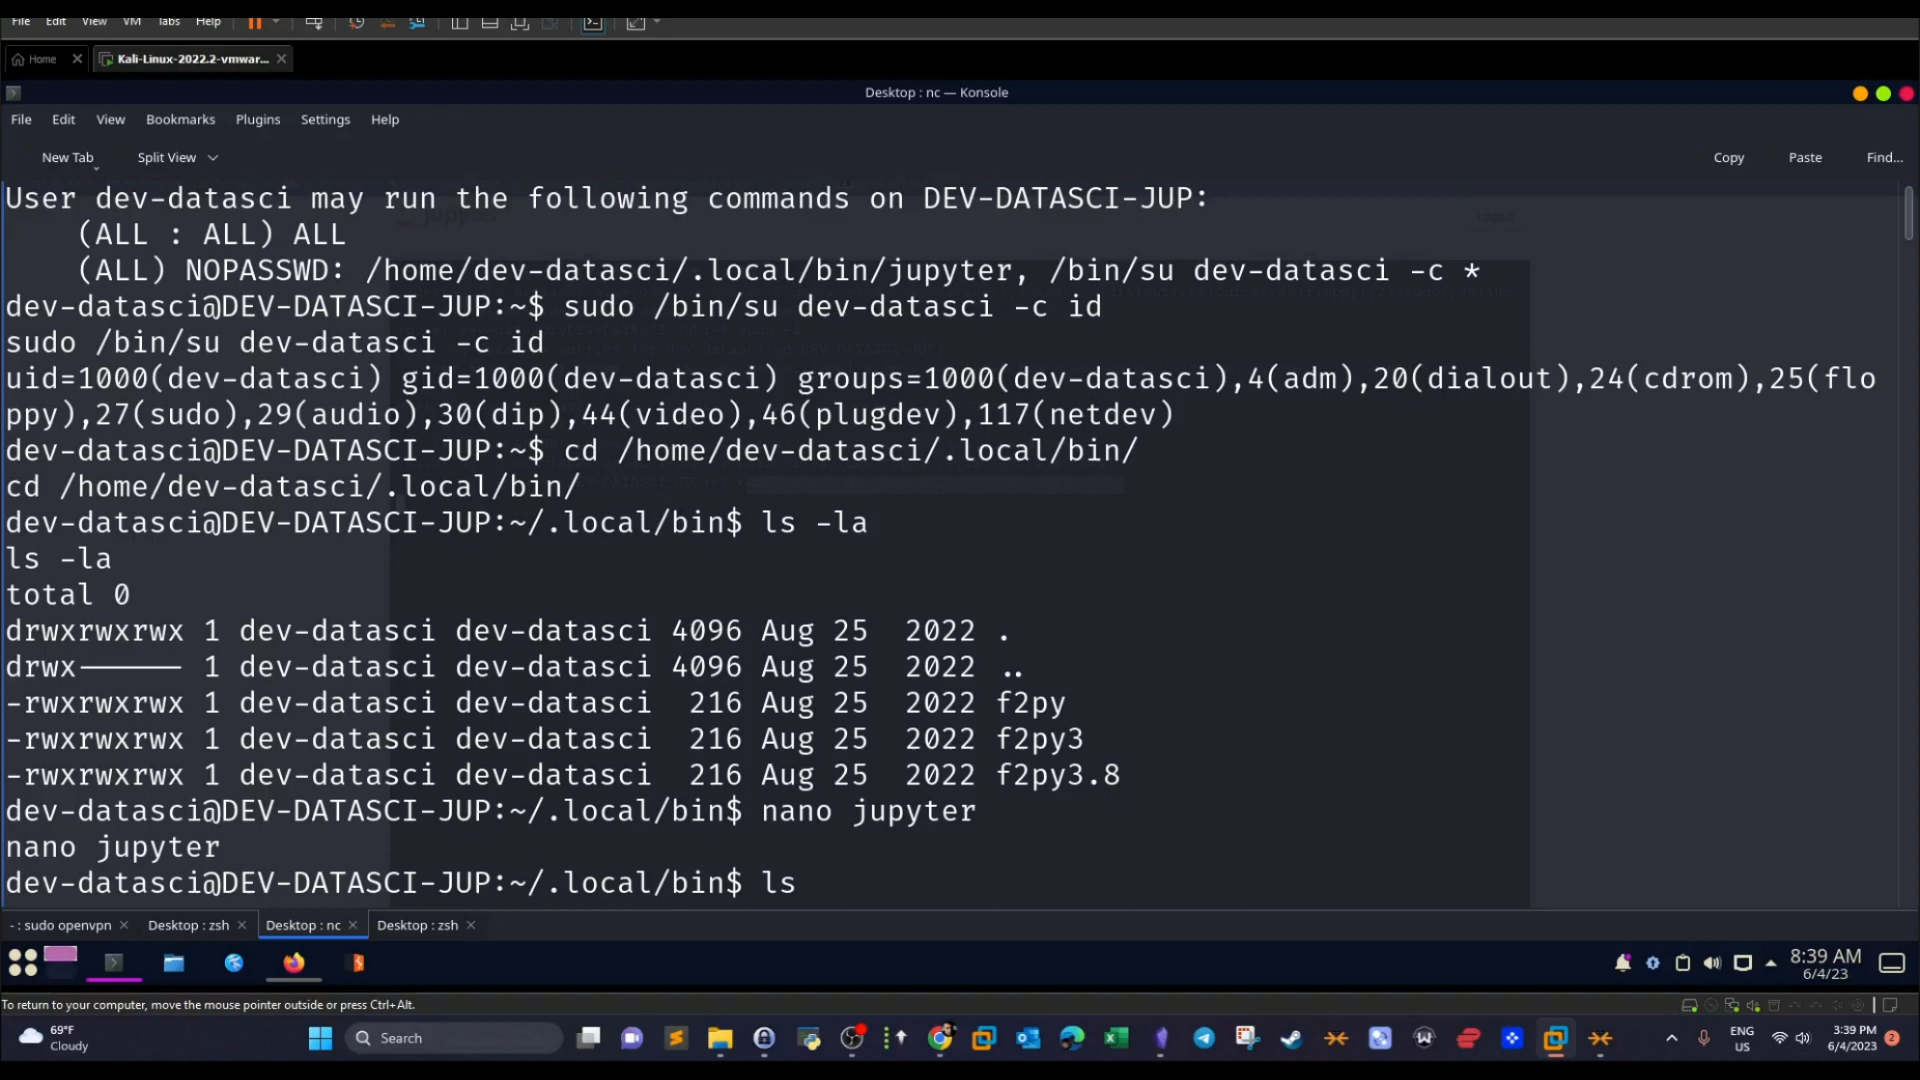 File Edit View VM Tabs Help
Home
Kali-Linux-2022.2-vmwar...
Desktop : nc — Konsole
File Edit View Bookmarks Plugins Settings Help
New Tab Split View Copy Paste Find...
User dev-datasci may run the following commands on DEV-DATASCI-JUP:
(ALL : ALL) ALL
(ALL) NOPASSWD: /home/dev-datasci/.local/bin/jupyter, /bin/su dev-datasci -c *
dev-datasci@DEV-DATASCI-JUP:~$ sudo /bin/su dev-datasci -c id
sudo /bin/su dev-datasci -c id
uid=1000(dev-datasci) gid=1000(dev-datasci) groups=1000(dev-datasci),4(adm),20(dialout),24(cdrom),25(flo
ppy),27(sudo),29(audio),30(dip),44(video),46(plugdev),117(netdev)
dev-datasci@DEV-DATASCI-JUP:~$ cd /home/dev-datasci/.local/bin/
cd /home/dev-datasci/.local/bin/
dev-datasci@DEV-DATASCI-JUP:~/.local/bin$ ls -la
ls -la
total 0
drwxrwxrwx 1 dev-datasci dev-datasci 4096 Aug 25  2022 .
drwx------ 1 dev-datasci dev-datasci 4096 Aug 25  2022 ..
-rwxrwxrwx 1 dev-datasci dev-datasci  216 Aug 25  2022 f2py
-rwxrwxrwx 1 dev-datasci dev-datasci  216 Aug 25  2022 f2py3
-rwxrwxrwx 1 dev-datasci dev-datasci  216 Aug 25  2022 f2py3.8
dev-datasci@DEV-DATASCI-JUP:~/.local/bin$ nano jupyter
nano jupyter
dev-datasci@DEV-DATASCI-JUP:~/.local/bin$ ls
- : sudo openvpn Desktop : zsh Desktop : nc Desktop : zsh
8:39 AM
6/4/23
To return to your computer, move the mouse pointer outside or press Ctrl+Alt.
69°F
Cloudy
Search
ENG
US
3:39 PM
6/4/2023
2